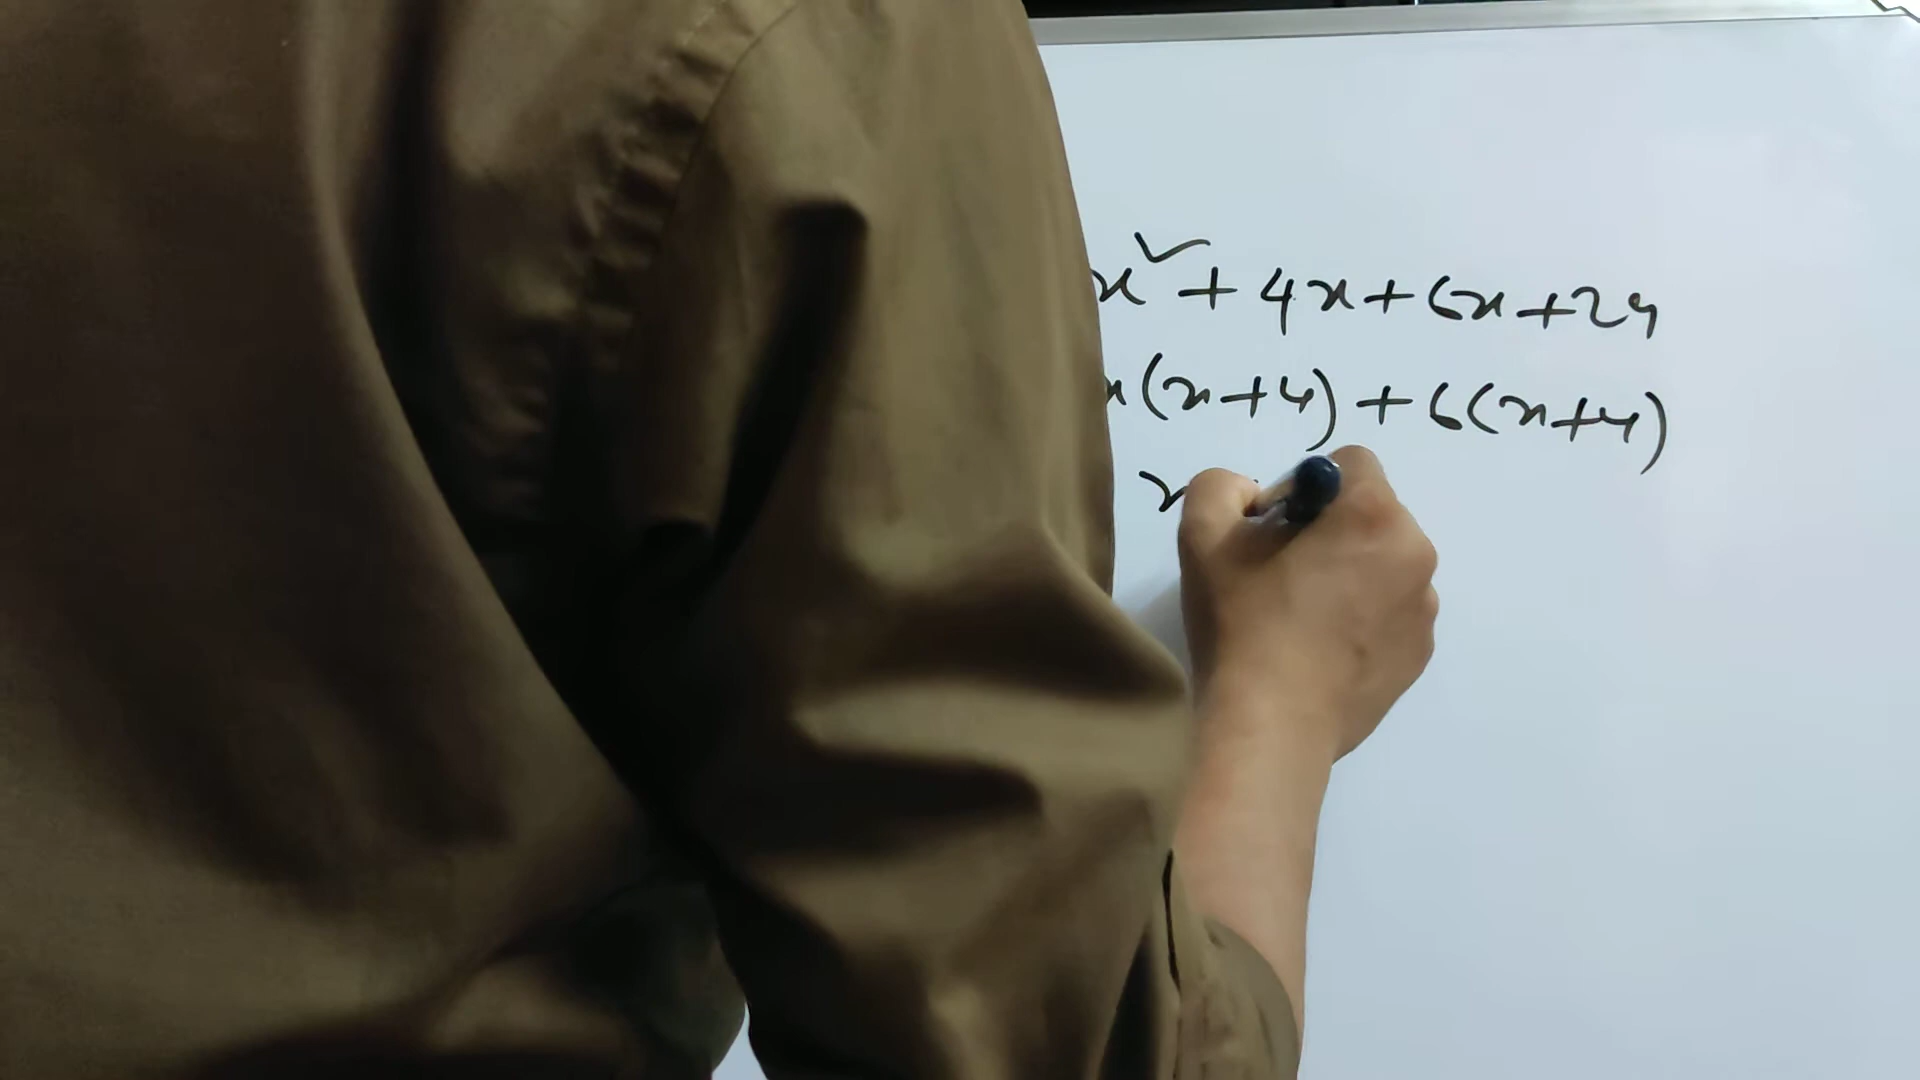 x² + 4x + 6x + 24
x(x+4) + 6(x+4)
x